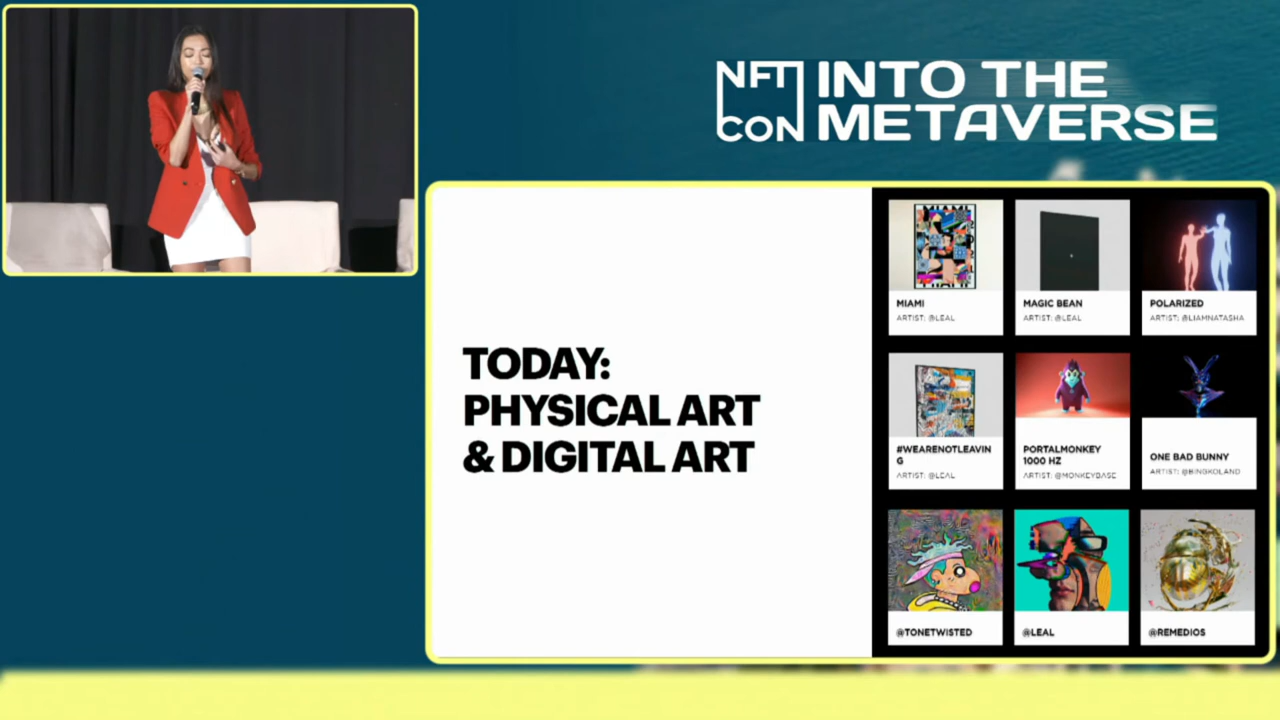 NFT
CON
INTO THE
METAVERSE
TODAY:
PHYSICAL ART
& DIGITAL ART
MIAMI
MIAMI
ARTIST: @LEAL
MAGIC BEAN
ARTIST: @LEAL
POLARIZED
ARTIST: @LIAMNATASHA
#WEARENOTLEAVIN
G
ARTIST: @LEAL
PORTALMONKEY
1000 HZ
ARTIST: @MONKEYBASE
ONE BAD BUNNY
ARTIST: @BINGKOLAND
@TONETWISTED
@LEAL
@REMEDIOS